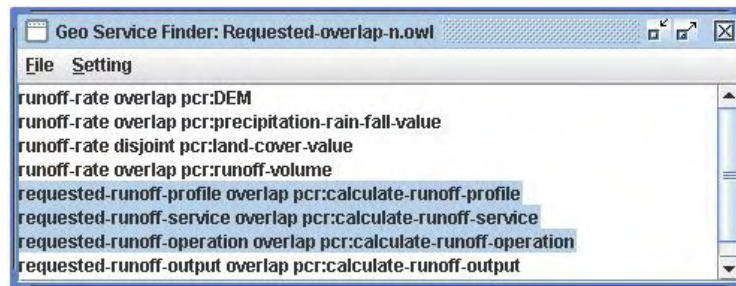 Geo Service Finder: Requested-overlap-n.owl
File Setting
runoff-rate overlap pcr:DEM
runoff-rate overlap pcr:precipitation-rain-fall-value
runoff-rate disjoint pcr:land-cover-value
runoff-rate overlap pcr:runoff-volume
requested-runoff-profile overlap pcr:calculate-runoff-profile
requested-runoff-service overlap pcr:calculate-runoff-service
requested-runoff-operation overlap pcr:calculate-runoff-operation
requested-runoff-output overlap pcr:calculate-runoff-output